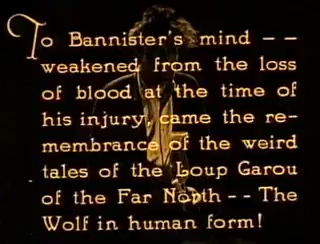 To Bannister's mind --
weakened from the loss
of blood at the time of
his injury, came the re-
membrance of the weird
tales of the Loup Garou
of the Far North -- The
Wolf in human form!